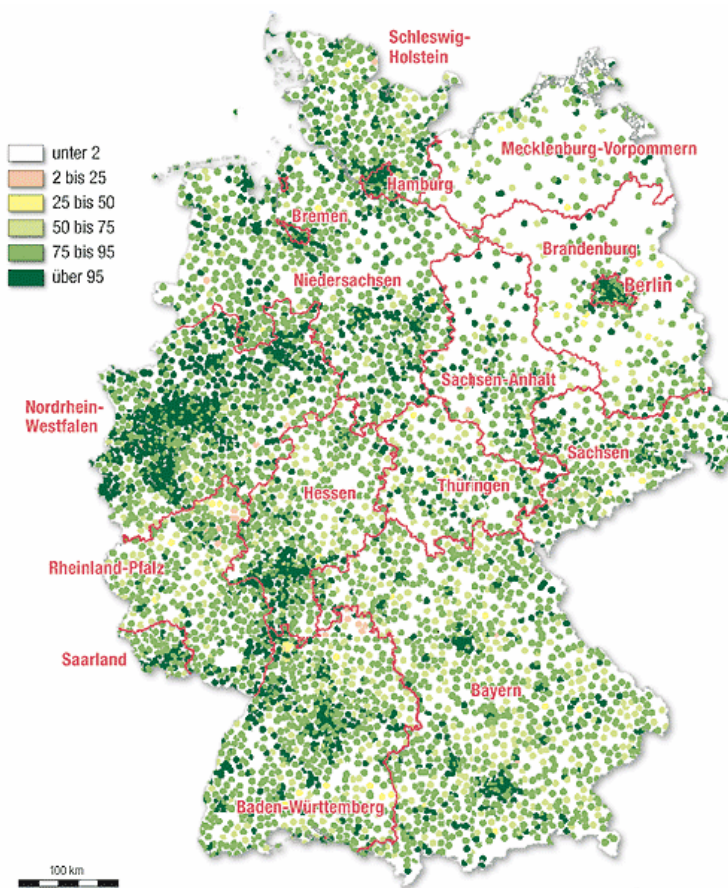 Schleswig-
Holstein
Mecklenburg-Vorpommern
unter 2
2 bis 25
25 bis 50
50 bis 75
75 bis 95
über 95
Hamburg
Bremen
Brandenburg
Niedersachsen
Berlin
Sachsen-Anhalt
Nordrhein-
Westfalen
Sachsen
Hessen
Thüringen
Rheinland-Pfalz
Saarland
Bayern
Baden-Württemberg
100 km